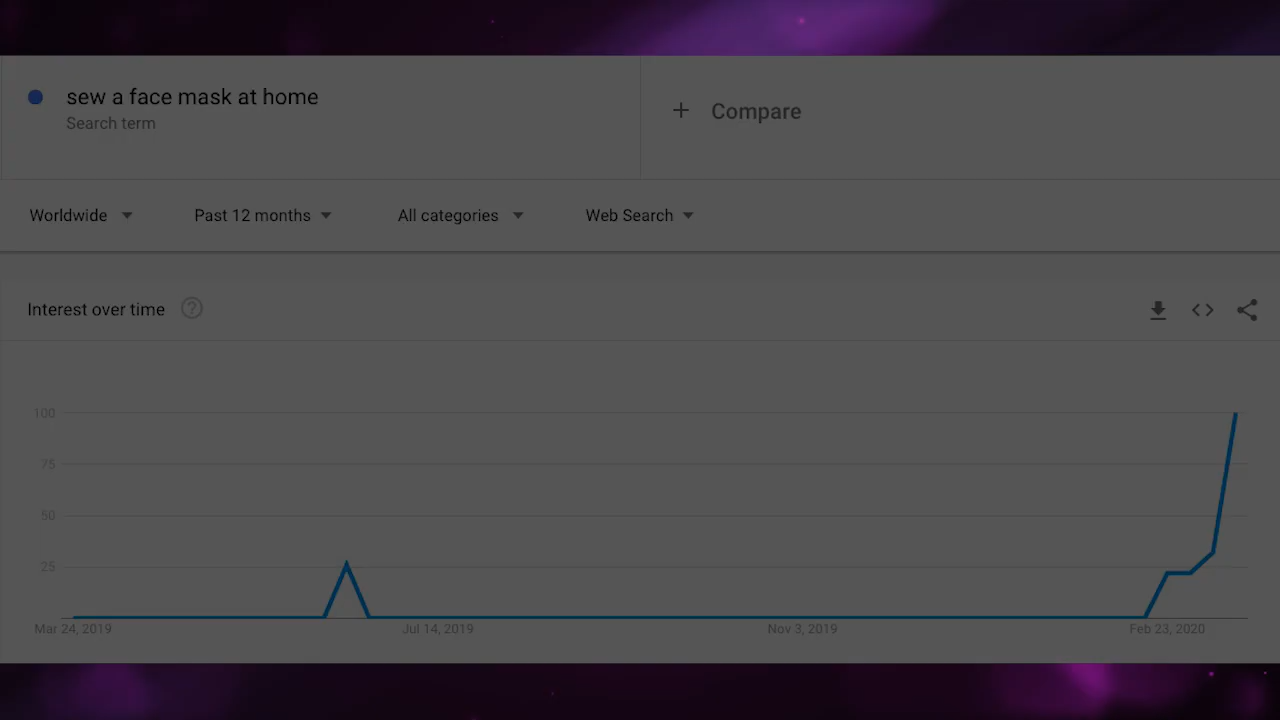 sew a face mask at home
Search term
+ Compare
Worldwide
Past 12 months
All categories
Web Search
Interest over time ?
100
75
50
25
Mar 24, 2019
Jul 14, 2019
Nov 3, 2019
Feb 23, 2020